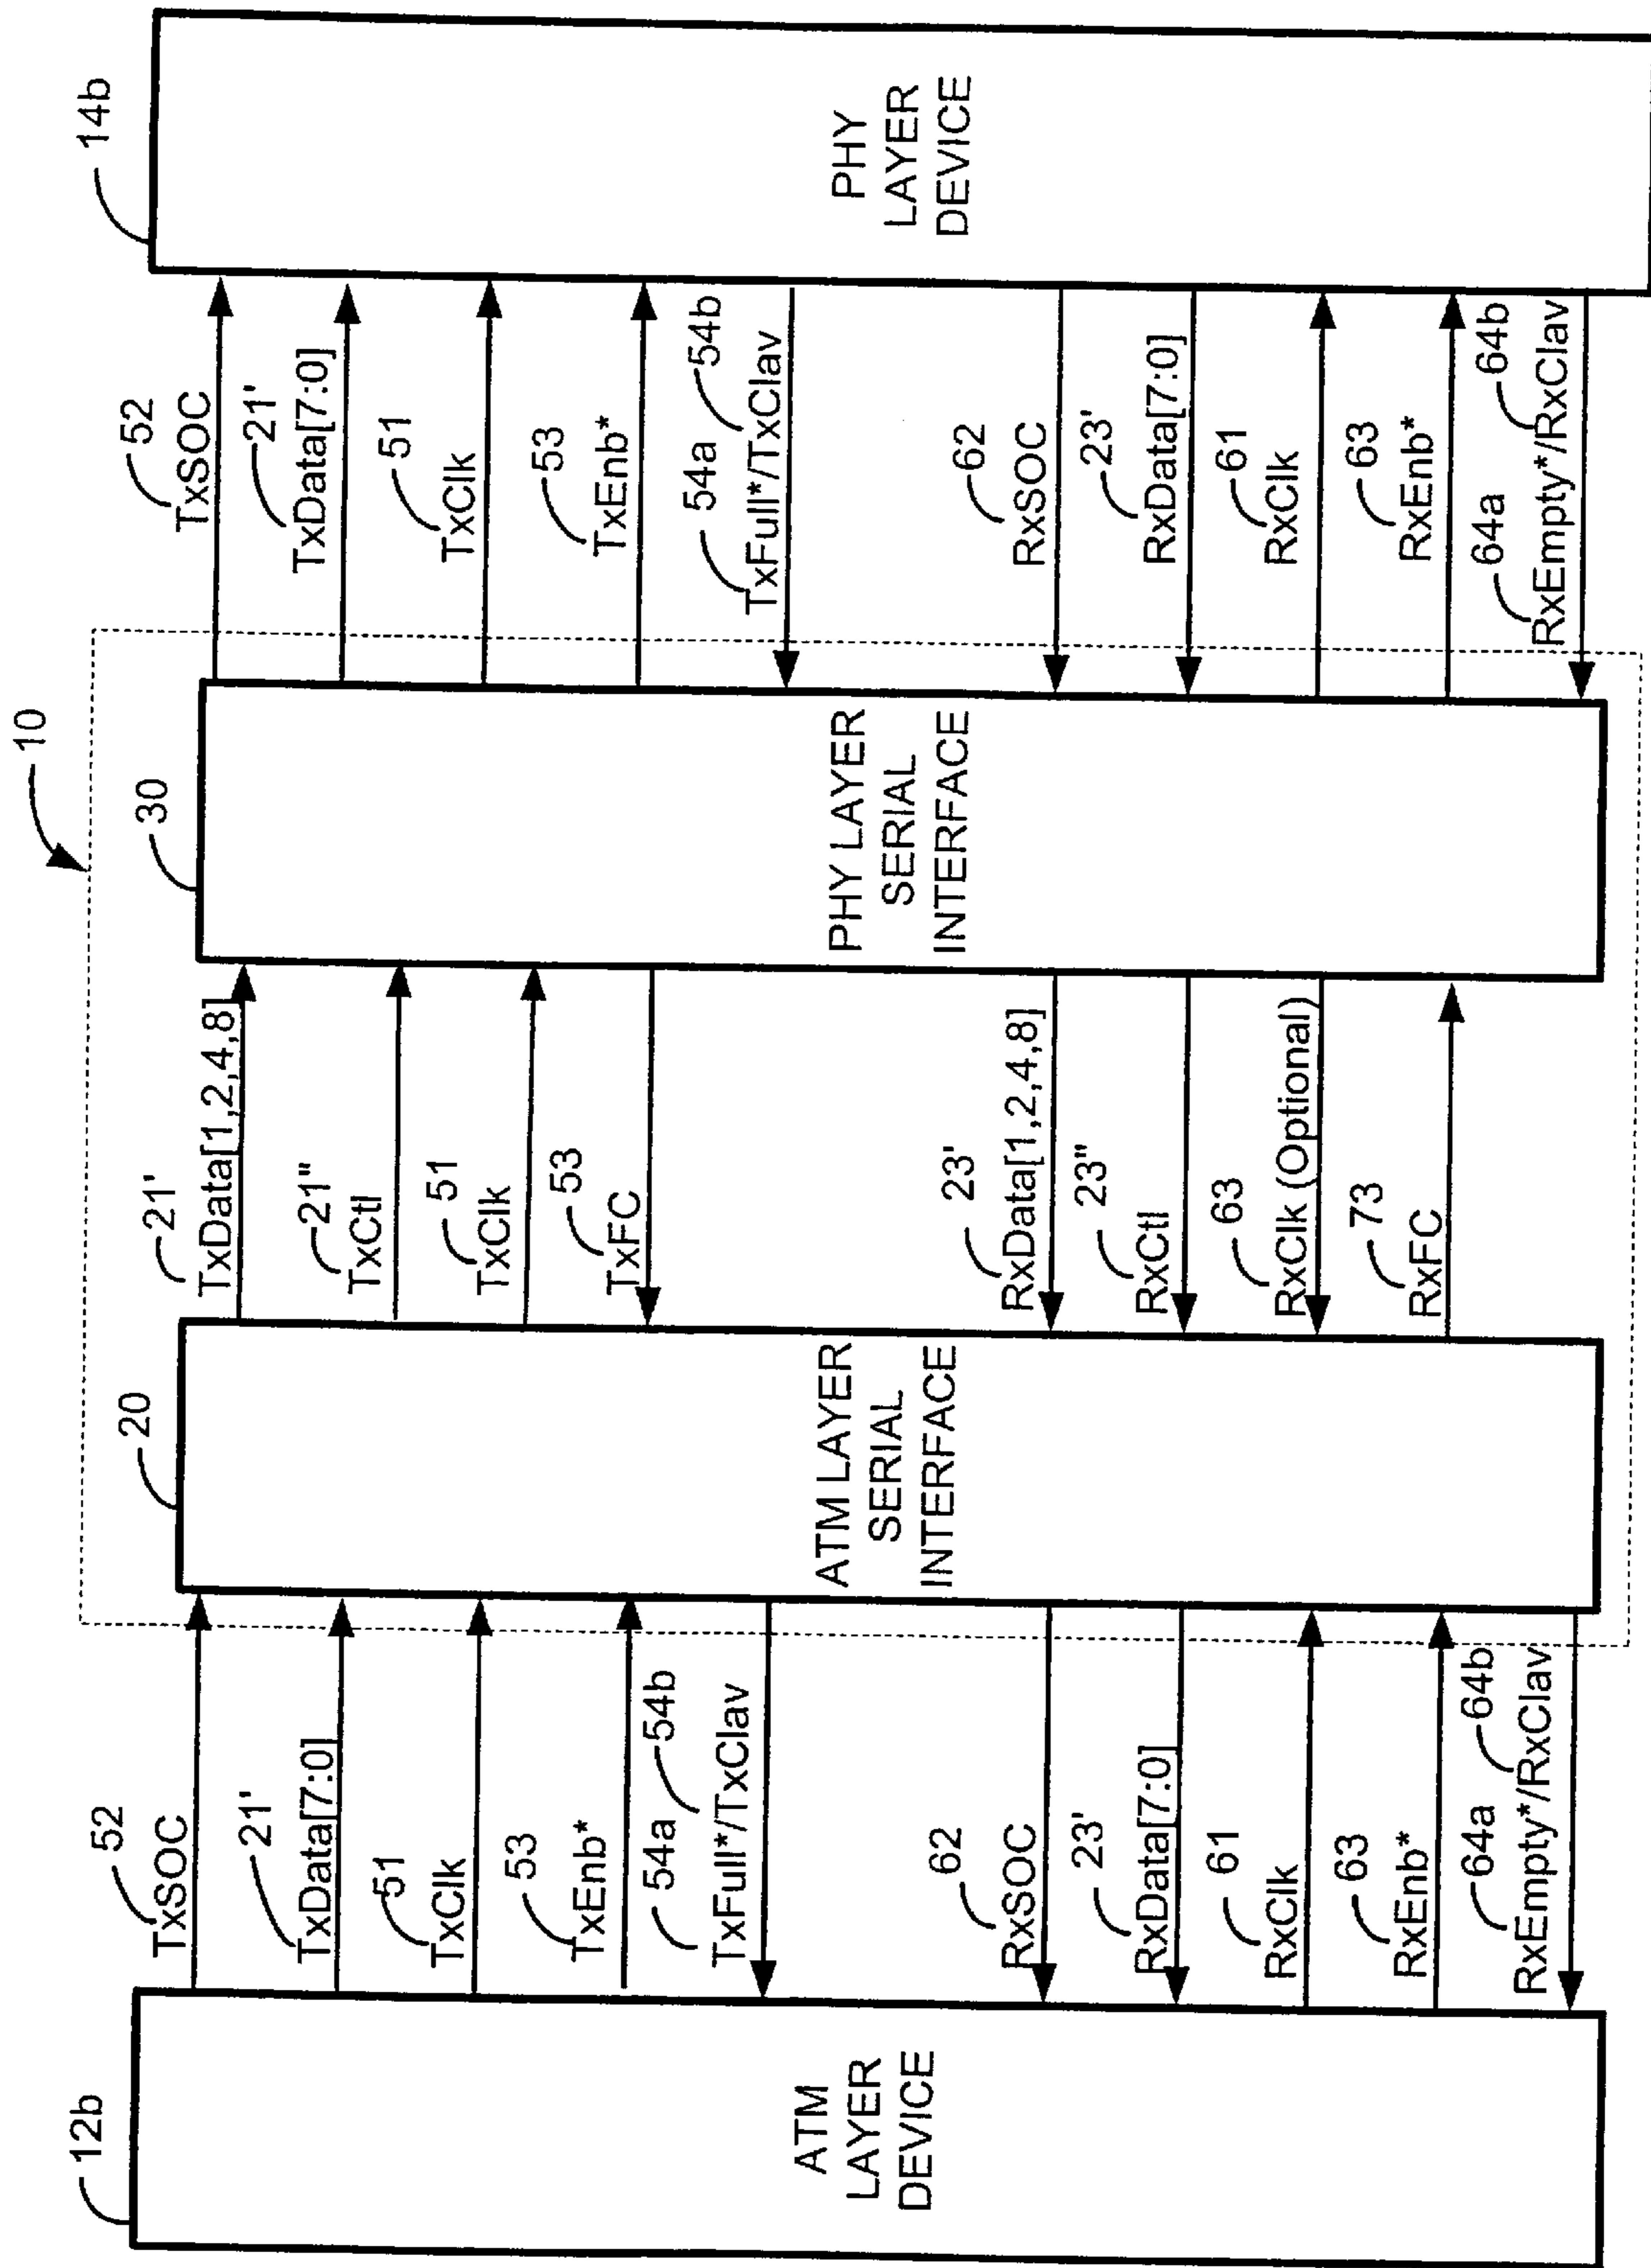 12b
ATM
LAYER
DEVICE
52
TxSOC
21'
TxData[7:0]
51
TxClk
53
TxEnb*
54a
54b
TxFull*/TxClav
62
RxSOC
23'
RxData[7:0]
61
RxClk
63
RxEnb*
64a
64b
RxEmpty*/RxClav
10
20
ATM LAYER
SERIAL
INTERFACE
21'
TxData[1,2,4,8]
21"
TxCtl
51
TxClk
53
TxFC
23'
RxData[1,2,4,8]
23"
RxCtl
63
RxClk (Optional)
73
RxFC
30
PHY LAYER
SERIAL
INTERFACE
52
TxSOC
21'
TxData[7:0]
51
TxClk
53
TxEnb*
54a
54b
TxFull*/TxClav
62
RxSOC
23'
RxData[7:0]
61
RxClk
63
RxEnb*
64a
64b
RxEmpty*/RxClav
14b
PHY
LAYER
DEVICE